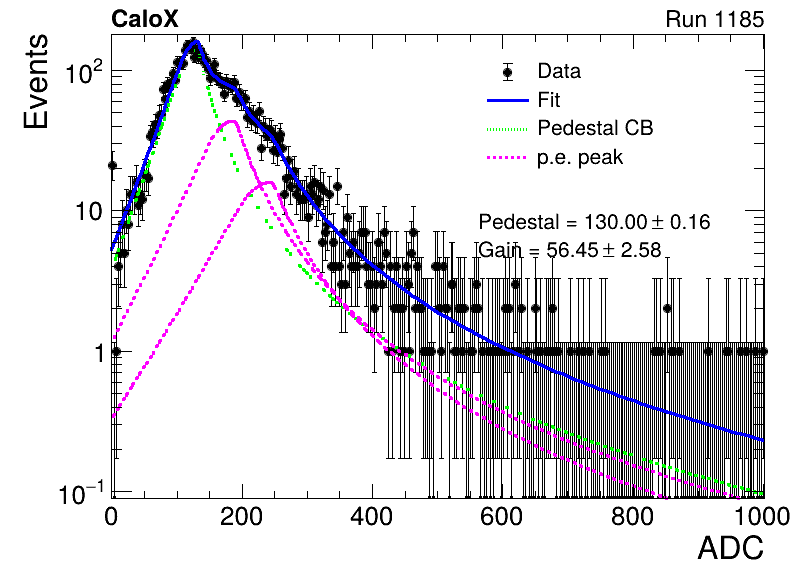 CaloX Run 1185
Events
10²
10
1
10⁻¹
Data
Fit
Pedestal CB
p.e. peak
Pedestal = 130.00 ± 0.16
Gain = 56.45 ± 2.58
0 200 400 600 800 1000
ADC